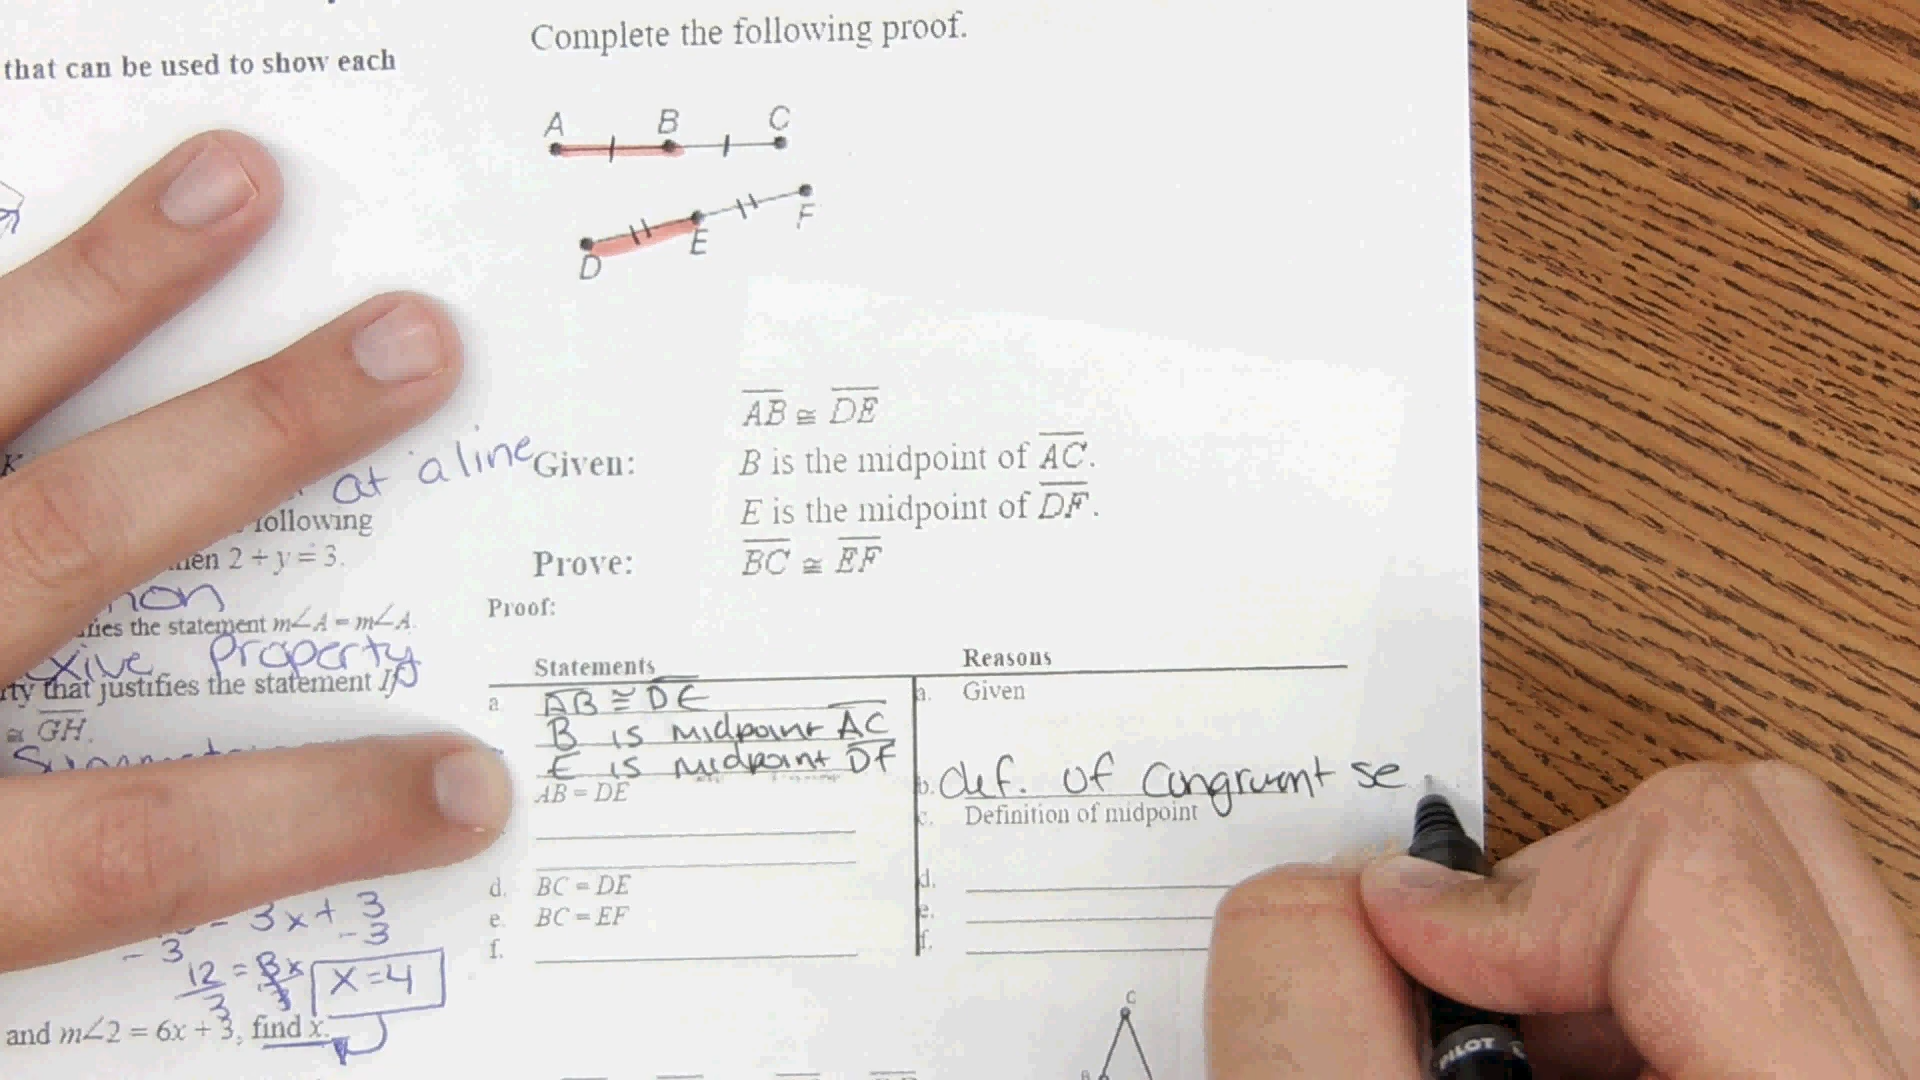 that can be used to show each
at a line
following
2 + y = 3.
the statement m∠A = m∠A.
property
that justifies the statement If
≅ GH.
3x + 3
- 3
- 3
12 = 3x
3
x = 4
and m∠2 = 6x + 3, find x.
Complete the following proof.
A B C
D E F
AB ≅ DE
Given: B is the midpoint of AC.
E is the midpoint of DF.
Prove: BC ≅ EF
Proof:
Statements Reasons
a. AB ≅ DE a. Given
B is midpoint AC
E is midpoint DF
AB = DE b. def. of congruent se
c. Definition of midpoint
d. BC = DE d.
e. BC = EF e.
f. f.
C
PILOT